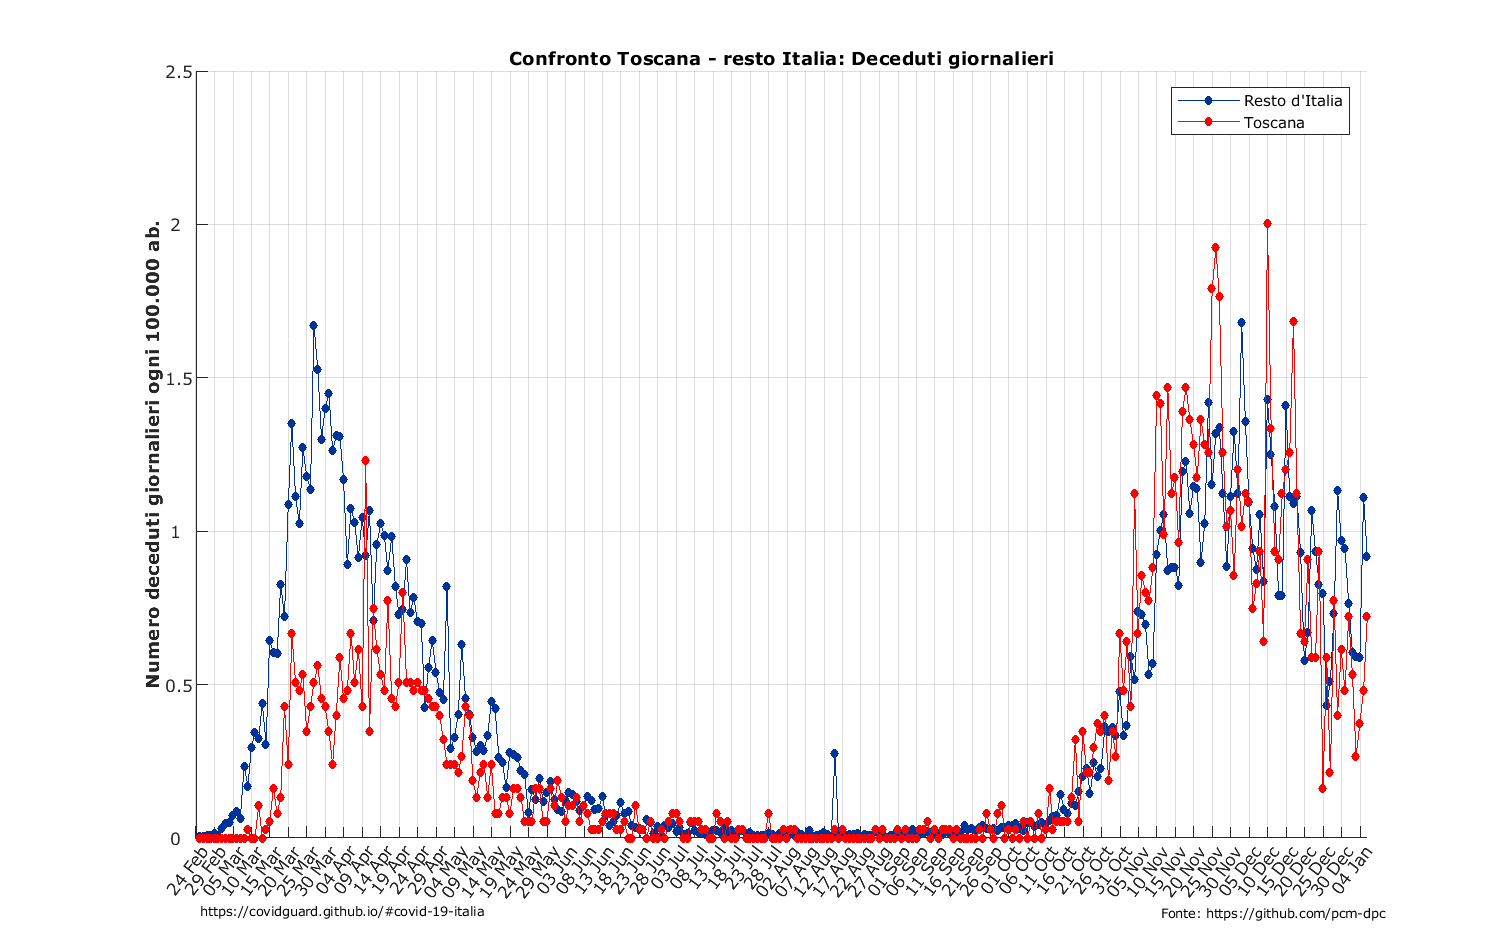 Confronto Toscana - resto Italia: Deceduti giornalieri
Numero deceduti giornalieri ogni 100.000 ab.
2.5
2
1.5
1
0.5
0
Resto d'Italia
Toscana
24 Feb
29 Feb
05 Mar
10 Mar
15 Mar
20 Mar
25 Mar
30 Mar
04 Apr
09 Apr
14 Apr
19 Apr
24 Apr
29 Apr
04 May
09 May
14 May
19 May
24 May
29 May
03 Jun
08 Jun
13 Jun
18 Jun
23 Jun
28 Jun
03 Jul
08 Jul
13 Jul
18 Jul
23 Jul
28 Jul
02 Aug
07 Aug
12 Aug
17 Aug
22 Aug
27 Aug
01 Sep
06 Sep
11 Sep
16 Sep
21 Sep
26 Sep
01 Oct
06 Oct
11 Oct
16 Oct
21 Oct
26 Oct
31 Oct
05 Nov
10 Nov
15 Nov
20 Nov
25 Nov
30 Nov
05 Dec
10 Dec
15 Dec
20 Dec
25 Dec
30 Dec
04 Jan
https://covidguard.github.io/#covid-19-italia
Fonte: https://github.com/pcm-dpc